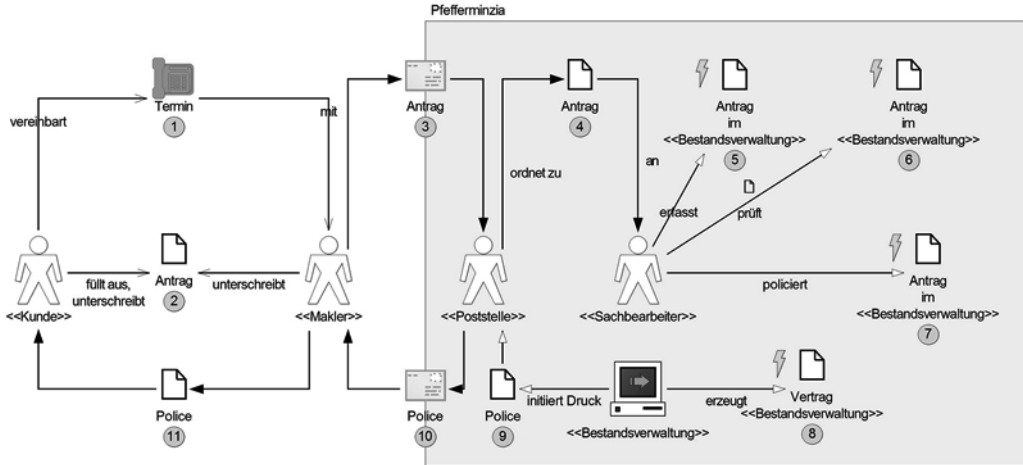 Pfefferminzia
vereinbart
Termin
1
mit
Antrag
3
ordnet zu
Antrag
4
an
Antrag
im
<<Bestandsverwaltung>>
5
Antrag
im
<<Bestandsverwaltung>>
6
erfasst
prüft
<<Kunde>>
füllt aus,
unterschreibt
Antrag
2
unterschreibt
<<Makler>>
<<Poststelle>>
<<Sachbearbeiter>>
policiert
Antrag
im
<<Bestandsverwaltung>>
7
Police
11
Police
10
Police
9
initiiert Druck
<<Bestandsverwaltung>>
erzeugt
Vertrag
<<Bestandsverwaltung>>
8